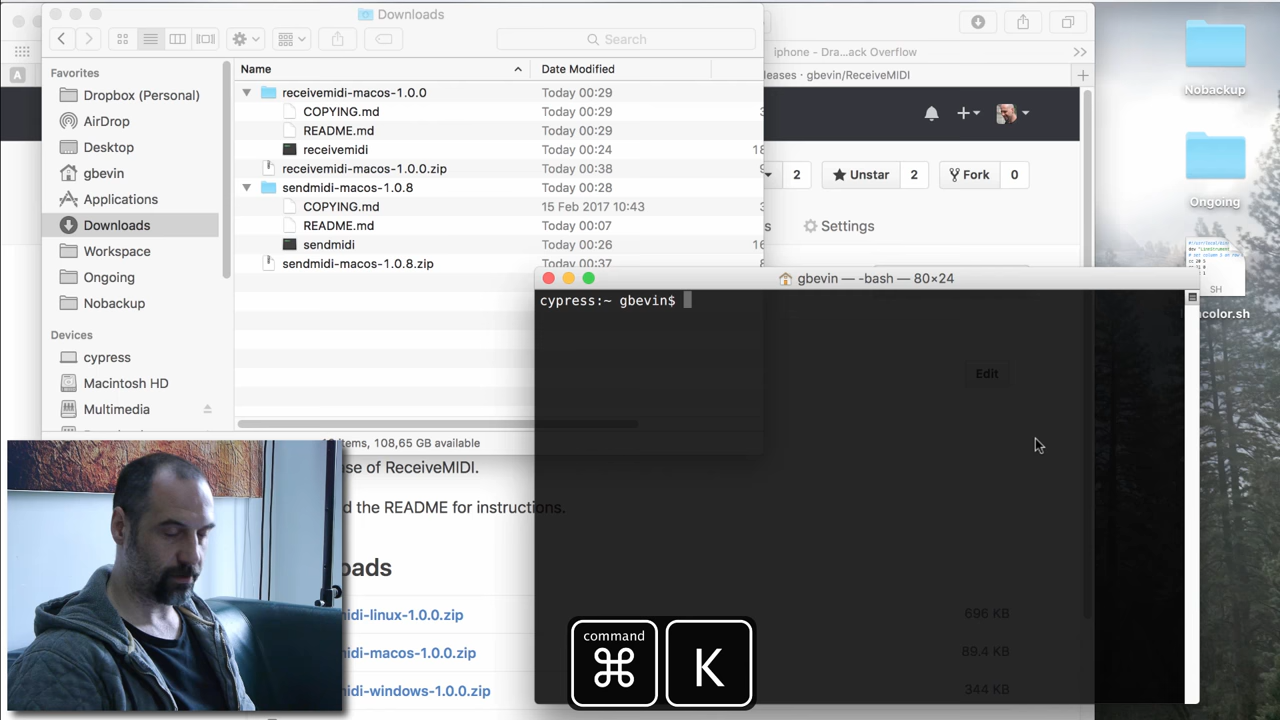 Downloads
Search
Favorites
Dropbox (Personal)
AirDrop
Desktop
gbevin
Applications
Downloads
Workspace
Ongoing
Nobackup
Devices
cypress
Macintosh HD
Multimedia
Name
Date Modified
receivemidi-macos-1.0.0
Today 00:29
COPYING.md
Today 00:29
README.md
Today 00:29
receivemidi
Today 00:24
18
receivemidi-macos-1.0.0.zip
Today 00:38
sendmidi-macos-1.0.8
Today 00:28
COPYING.md
15 Feb 2017 10:43
README.md
Today 00:07
sendmidi
Today 00:26
16
sendmidi-macos-1.0.8.zip
Today 00:37
items, 108,65 GB available
A
iphone - Dra...ack Overflow
leases · gbevin/ReceiveMIDI
2
Unstar
2
Fork
0
s
Settings
Edit
se of ReceiveMIDI.
d the README for instructions.
oads
idi-linux-1.0.0.zip
696 KB
idi-macos-1.0.0.zip
89.4 KB
idi-windows-1.0.0.zip
344 KB
gbevin — -bash — 80×24
cypress:~ gbevin$
command
⌘
K
Nobackup
Ongoing
SH
color.sh